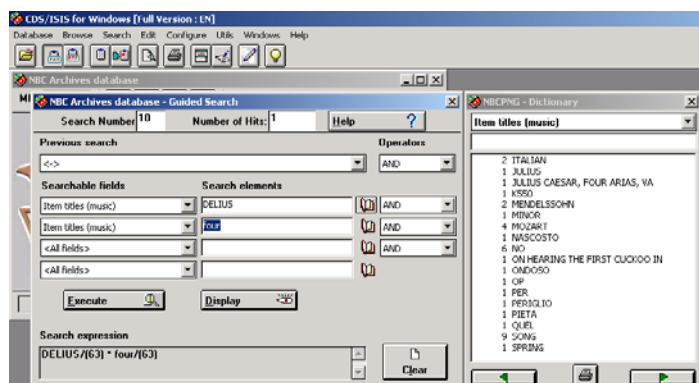 CDS/ISIS for Windows [Full Version : EN]
Database Browse Search Edit Configure Utils Windows Help
NBC Archives database
NBC Archives database - Guided Search
Search Number 10 Number of Hits: 1 Help ?
Previous search Operators
<-> AND
Searchable fields Search elements
Item titles (music) DELIUS AND
Item titles (music) four AND
<All fields> AND
<All fields>
Execute Display
Search expression
DELIUS/(63) * four/(63)
Clear
NBCPNG - Dictionary
Item titles (music)
2 ITALIAN
1 JULIUS
1 JULIUS CAESAR, FOUR ARIAS, VA
1 K550
2 MENDELSSOHN
1 MINOR
4 MOZART
1 NASCOSTO
6 NO
1 ON HEARING THE FIRST CUCKOO IN
1 ONDOSO
1 OP
1 PER
1 PERIGLIO
1 PIETA
1 QUEL
9 SONG
1 SPRING